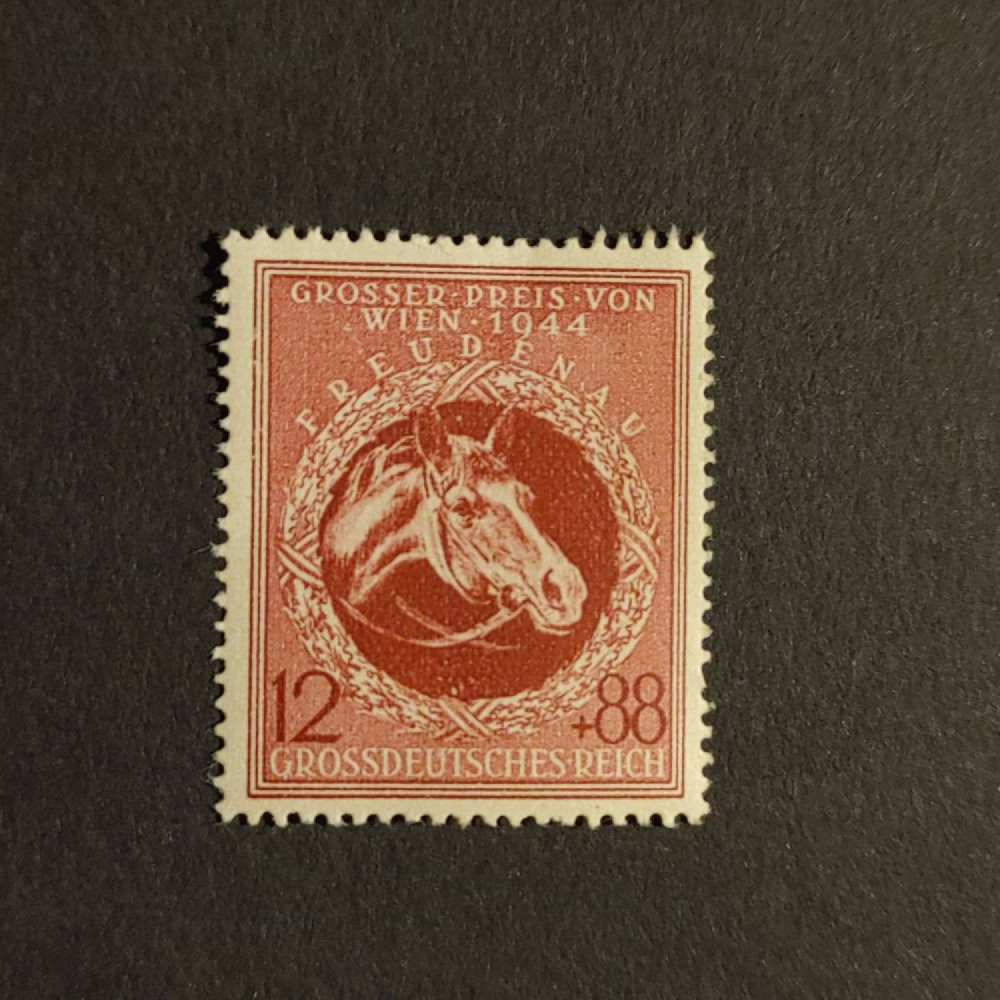 GROSSER·PREIS·VON
WIEN·1944
FREUDENAU
12 +88
GROSSDEUTSCHES·REICH